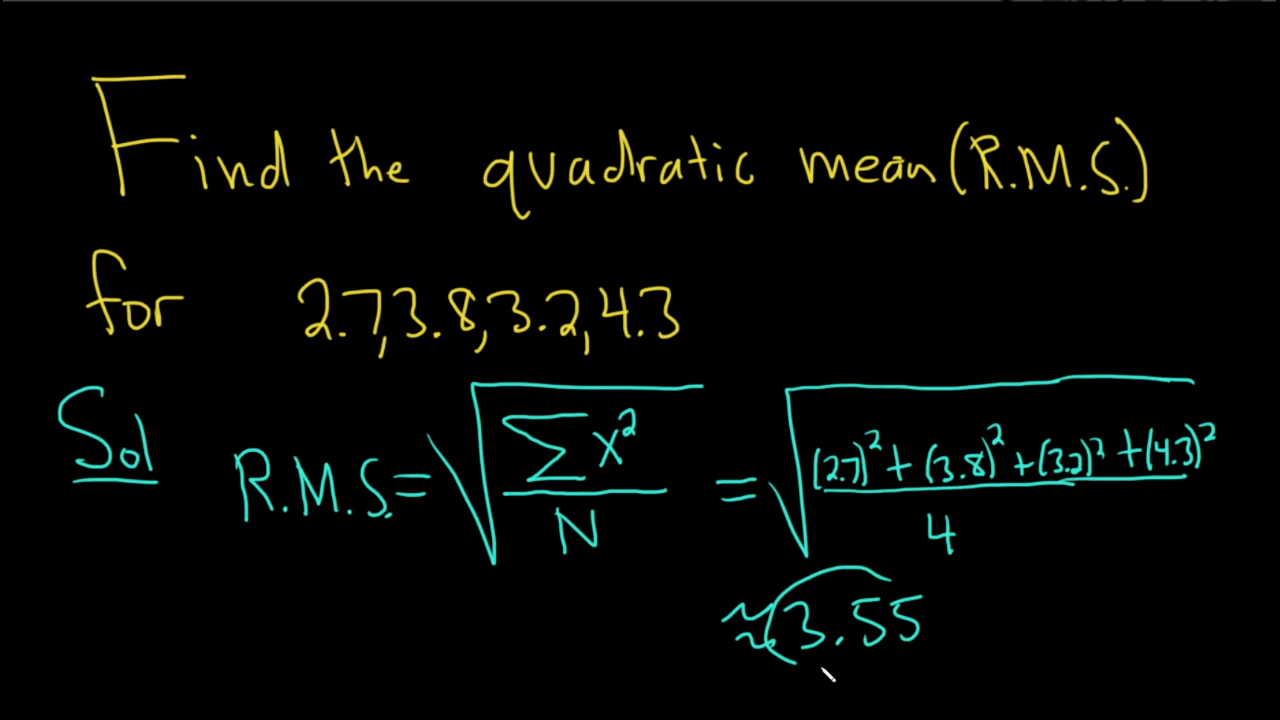 Find the quadratic mean (R.M.S.)
for 2.7, 3.8, 3.2, 4.3
Sol R.M.S. = √(∑x²/N) = √(((2.7)² + (3.8)² + (3.2)² + (4.3)²)/4)
≈ 3.55